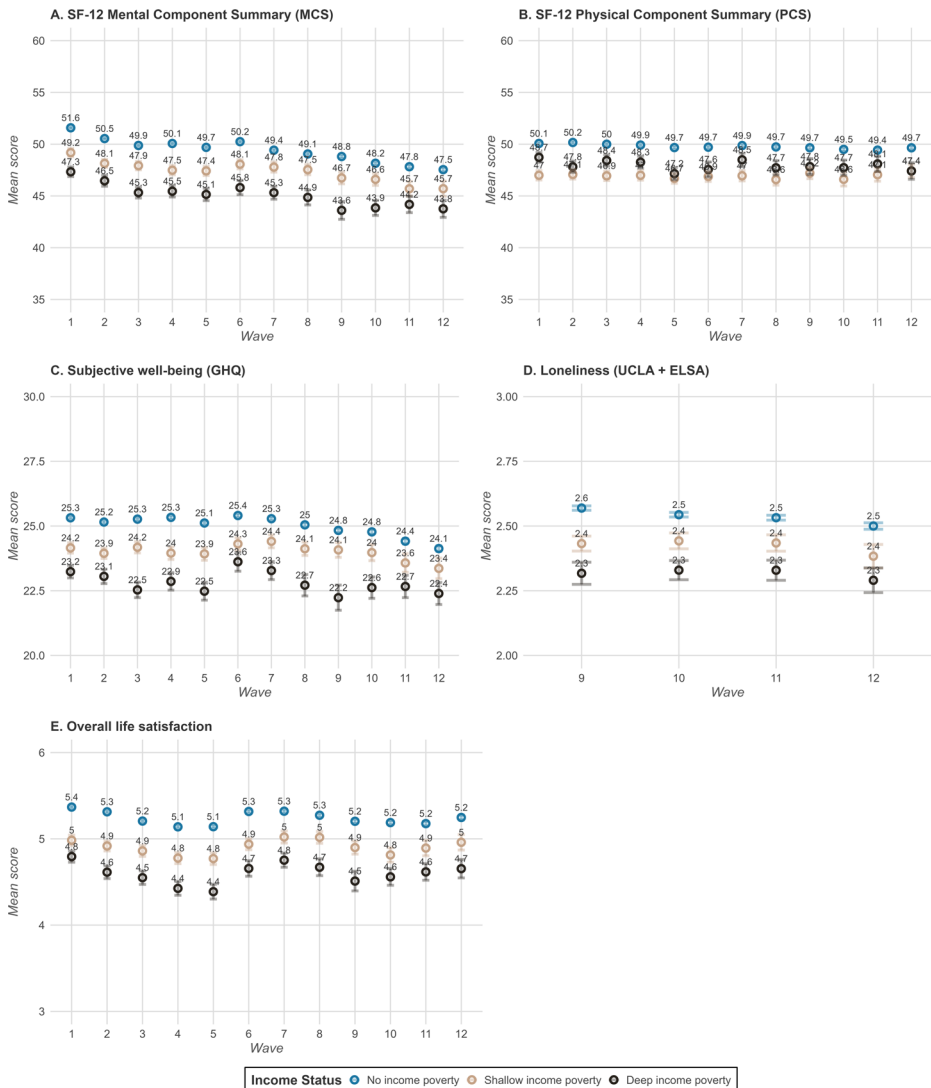 A. SF-12 Mental Component Summary (MCS)
60
55
50
45
40
35
Mean score
51.6 50.5 49.9 50.1 49.7 50.2 49.4 49.1 48.8 48.2 47.8 47.5
49.2 48.1 47.9 47.5 47.4 48.1 47.8 47.5 46.7 46.6 45.7 45.7
47.3 46.5 45.3 45.5 45.1 45.8 45.3 44.9 43.6 43.9 44.2 43.8
1 2 3 4 5 6 7 8 9 10 11 12
Wave
B. SF-12 Physical Component Summary (PCS)
60
55
50
45
40
35
Mean score
50.1 50.2 50 49.9 49.7 49.7 49.9 49.7 49.7 49.5 49.4 49.7
48.7 47.8 48.4 48.3 47.2 47.6 48.5 47.7 47.8 47.7 48.1 47.4
47 47
1 2 3 4 5 6 7 8 9 10 11 12
Wave
C. Subjective well-being (GHQ)
30.0
27.5
25.0
22.5
20.0
Mean score
25.3 25.2 25.3 25.3 25.1 25.4 25.3 25 24.8 24.8 24.4 24.1
24.2 23.9 24.2 24 23.9 24.3 24.4 24.1 24.1 24 23.6 23.4
23.2 23.1 22.5 22.9 22.5 23.6 23.3 22.7 22.2 22.6 22.7 22.4
1 2 3 4 5 6 7 8 9 10 11 12
Wave
D. Loneliness (UCLA + ELSA)
3.00
2.75
2.50
2.25
2.00
Mean score
2.6 2.5 2.5 2.5
2.4 2.4 2.4 2.4
2.3 2.3 2.3 2.3
9 10 11 12
Wave
E. Overall life satisfaction
6
5
4
3
Mean score
5.4 5.3 5.2 5.1 5.1 5.3 5.3 5.3 5.2 5.2 5.2 5.2
5 4.9 4.9 4.8 4.8 4.9 5 5 4.9 4.8 4.9 5
4.8 4.6 4.5 4.4 4.4 4.7 4.8 4.7 4.5 4.6 4.6 4.7
1 2 3 4 5 6 7 8 9 10 11 12
Wave
Income Status No income poverty Shallow income poverty Deep income poverty